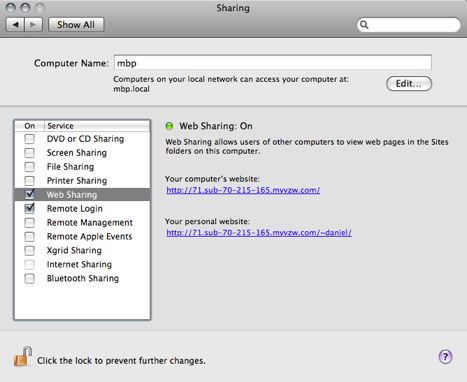 Sharing
Show All
Computer Name: mbp
Computers on your local network can access your computer at:
mbp.local
Edit...
On Service
DVD or CD Sharing
Screen Sharing
File Sharing
Printer Sharing
Web Sharing
Remote Login
Remote Management
Remote Apple Events
Xgrid Sharing
Internet Sharing
Bluetooth Sharing
Web Sharing: On
Web Sharing allows users of other computers to view web pages in the Sites
folders on this computer.
Your computer's website:
http://71.sub-70-215-165.myvzw.com/
Your personal website:
http://71.sub-70-215-165.myvzw.com/~daniel/
Click the lock to prevent further changes.
?